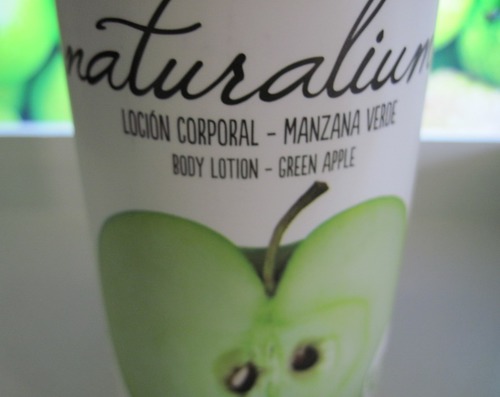 naturalium
LOCIÓN CORPORAL - MANZANA VERDE
BODY LOTION - GREEN APPLE